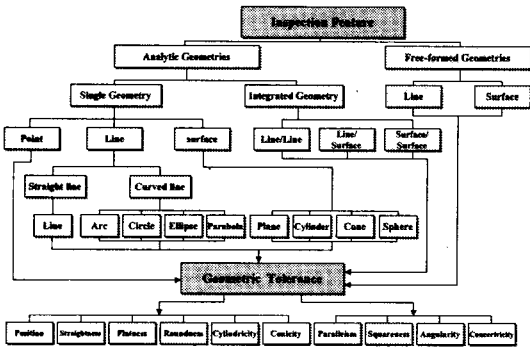 Inspection Feature
Analytic Geometries
Free-formed Geometries
Single Geometry
Integrated Geometry
Line
Surface
Point
Line
surface
Line/Line
Line/
Surface
Surface/
Surface
Straight line
Curved line
Line
Arc
Circle
Ellipse
Parabola
Plane
Cylinder
Cone
Sphere
Geometric Tolerance
Position
Straightness
Flatness
Roundness
Cylindricity
Conicity
Parallelism
Squareness
Angularity
Concentricity